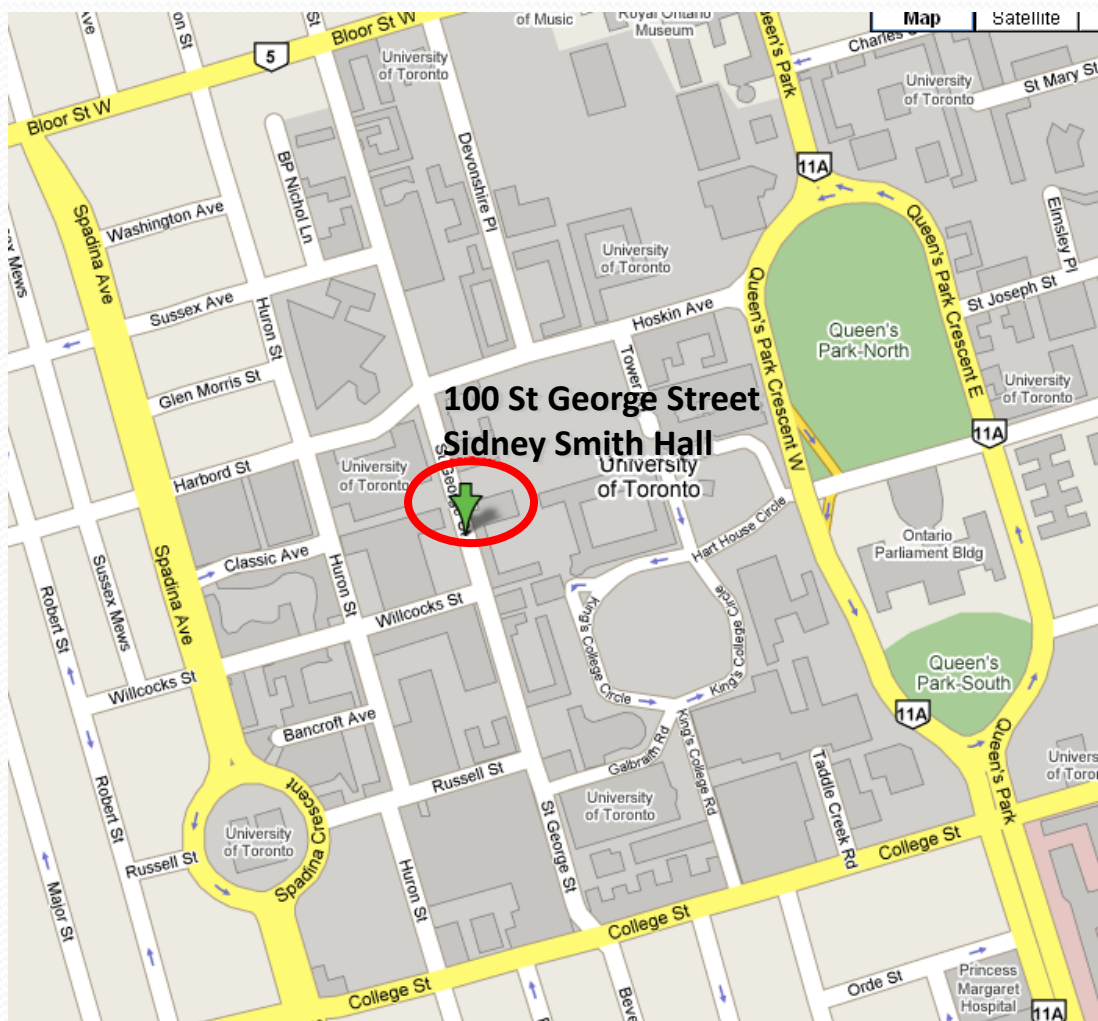 of Music
Royal Ontario
Museum
Map
Satellite
Bloor St W
5
University
of Toronto
Queen's Park
University
of Toronto
St Mary St
Bloor St W
BP Nichol Ln
Devonshire Pl
11A
Washington Ave
Spadina Ave
Elmsley Pl
Queen's Park Crescent E
University
of Toronto
Sussex Ave
Huron St
Hoskin Ave
St Joseph St
Queen's
Park-North
Queen's Park Crescent W
Glen Morris St
Tower
University
of Toronto
100 St George Street
Sidney Smith Hall
11A
Harbord St
University
of Toronto
University
of Toronto
Hart House Circle
Ontario
Parliament Bldg
Classic Ave
Huron St
Sussex Mews
Robert St
Spadina Ave
Willcocks St
King's College Circle
King's College Circle
King's College Circle
Willcocks St
Queen's
Park-South
11A
Bancroft Ave
Galbraith Rd
King's College Rd
Queen's Park
Queen's Park
Russell St
University
of Toronto
Taddle Creek Rd
Robert St
Spadina Crescent
University
of Toronto
St George St
College St
Russell St
Spadina Crescent
Huron St
Major St
College St
College St
Orde St
Princess
Margaret
Hospital
11A